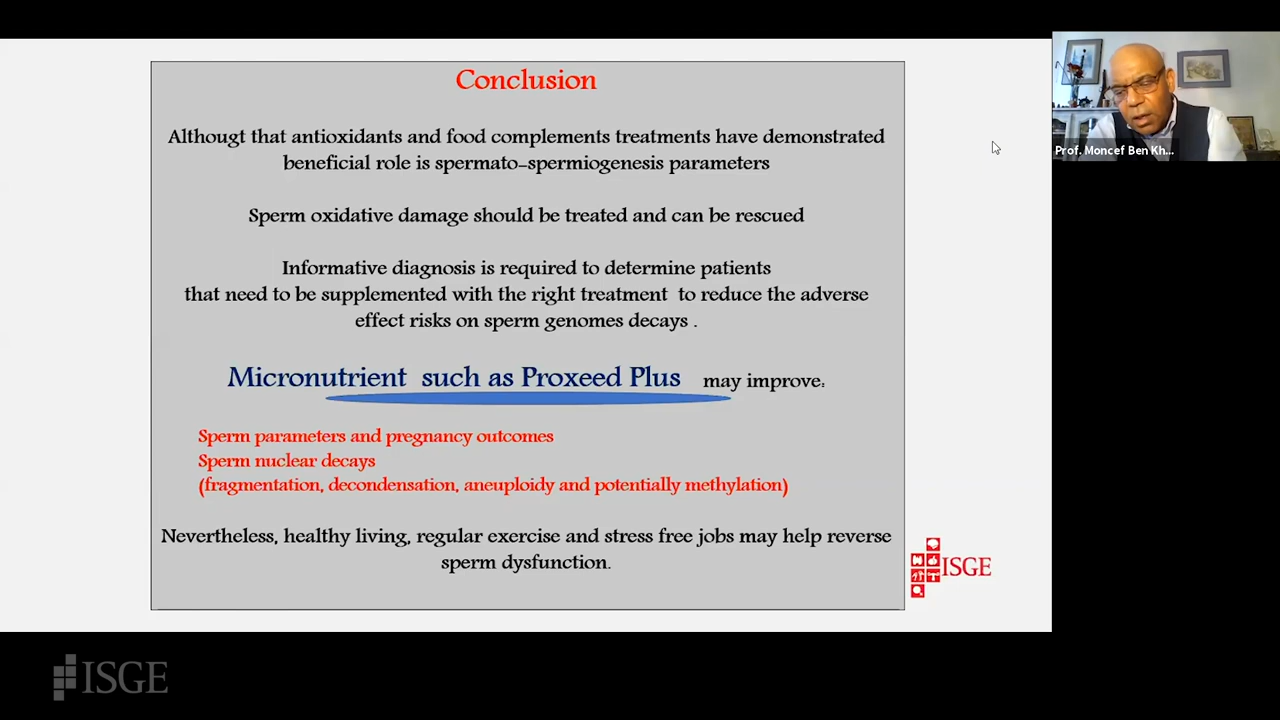 Conclusion
Althougt that antioxidants and food complements treatments have demonstrated
beneficial role is spermato-spermiogenesis parameters
Sperm oxidative damage should be treated and can be rescued
Informative diagnosis is required to determine patients
that need to be supplemented with the right treatment to reduce the adverse
effect risks on sperm genomes decays .
Micronutrient such as Proxeed Plus may improve:
Sperm parameters and pregnancy outcomes
Sperm nuclear decays
(fragmentation, decondensation, aneuploidy and potentially methylation)
Nevertheless, healthy living, regular exercise and stress free jobs may help reverse
sperm dysfunction.
ISGE
Prof. Moncef Ben Kh...
ISGE